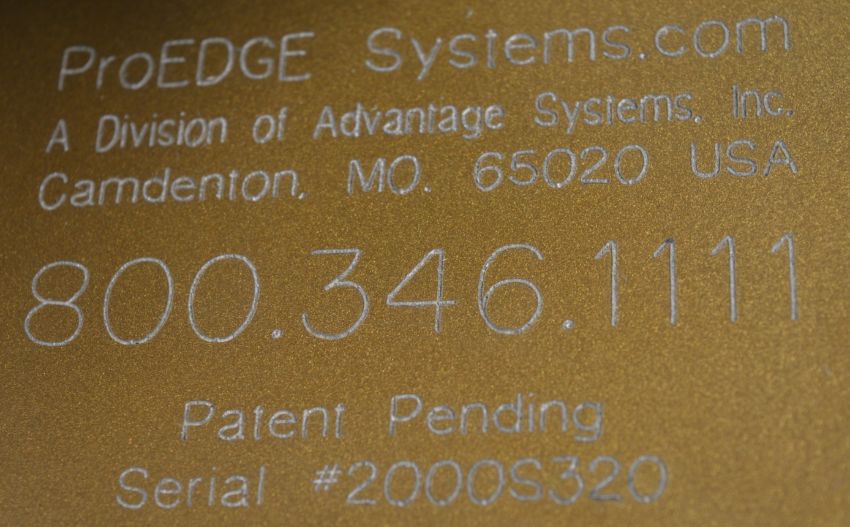 ProEDGE Systems.com
A Division of Advantage Systems, Inc.
Camdenton, MO. 65020 USA
800.346.1111
Patent Pending
Serial #2000S320